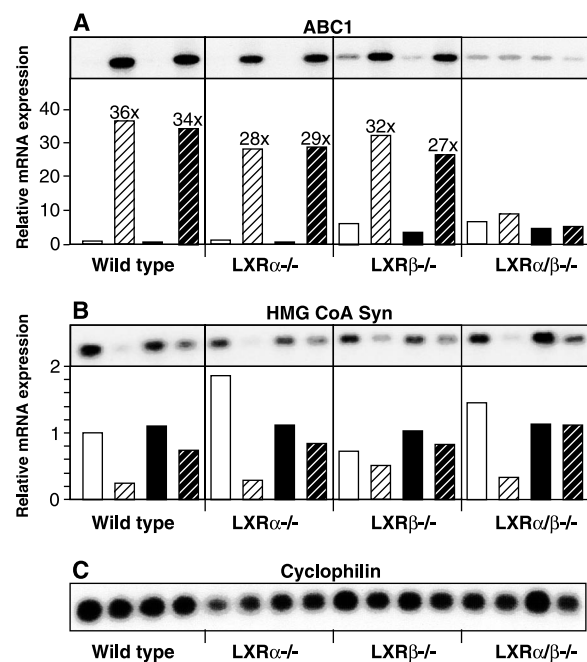 A
ABC1
Relative mRNA expression
40
30
20
10
0
36x
34x
28x
29x
32x
27x
Wild type
LXRα-/-
LXRβ-/-
LXRα/β-/-
B
HMG CoA Syn
Relative mRNA expression
2
1
0
Wild type
LXRα-/-
LXRβ-/-
LXRα/β-/-
C
Cyclophilin
Wild type
LXRα-/-
LXRβ-/-
LXRα/β-/-